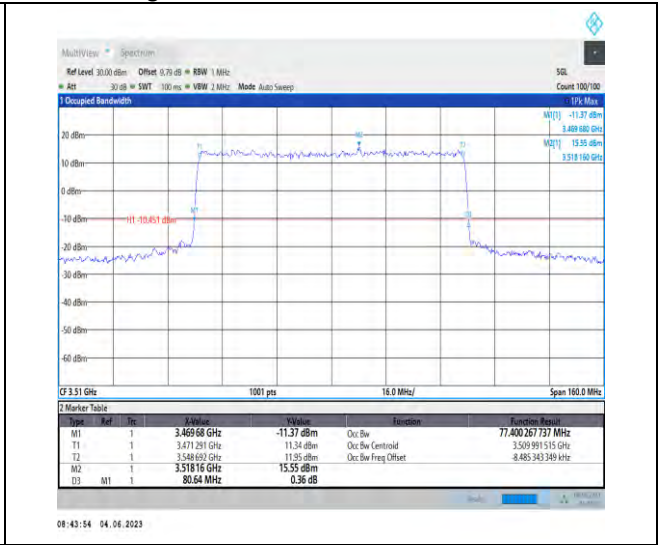 MultiView Spectrum
Ref Level 30.00 dBm Offset 9.79 dB RBW 1 MHz SGL
Att 30 dB SWT 100 ms VBW 2 MHz Mode Auto Sweep Count 100/100
1 Occupied Bandwidth 1Pk Max
M1[1] -11.37 dBm
3.469 680 GHz
M2[1] 15.55 dBm
3.518 160 GHz
20 dBm
M2
T1 T2
10 dBm
0 dBm
M1
-10 dBm H1 -10.451 dBm
D3
-20 dBm
-30 dBm
-40 dBm
-50 dBm
-60 dBm
CF 3.51 GHz 1001 pts 16.0 MHz/ Span 160.0 MHz
2 Marker Table
Type Ref Trc X-Value Y-Value Function Function Result
M1 1 3.469 68 GHz -11.37 dBm Occ Bw 77.400 267 737 MHz
T1 1 3.471 291 GHz 11.34 dBm Occ Bw Centroid 3.509 991 515 GHz
T2 1 3.548 692 GHz 11.95 dBm Occ Bw Freq Offset -8.485 343 349 kHz
M2 1 3.518 16 GHz 15.55 dBm
D3 M1 1 80.64 MHz 0.36 dB
08:43:54 04.06.2023